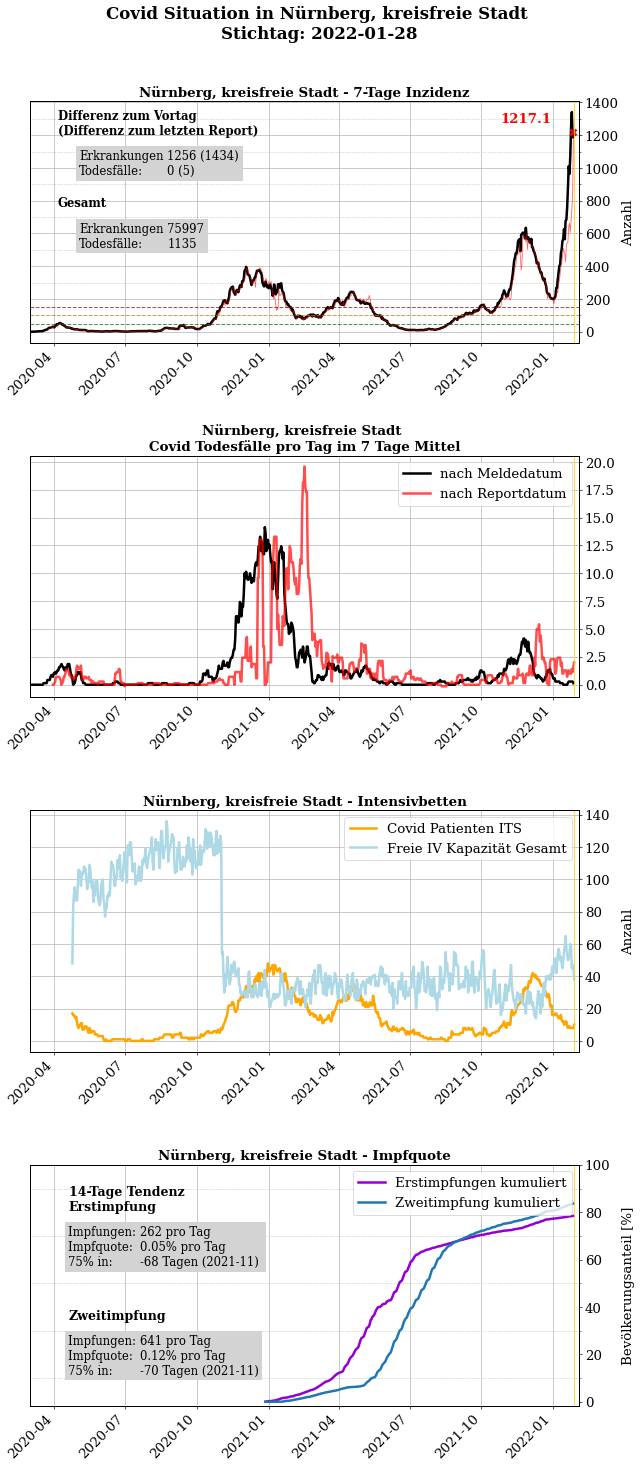 Covid Situation in Nürnberg, kreisfreie Stadt
Stichtag: 2022-01-28
Nürnberg, kreisfreie Stadt - 7-Tage Inzidenz
Differenz zum Vortag
(Differenz zum letzten Report)
Erkrankungen 1256 (1434)
Todesfälle: 0 (5)
Gesamt
Erkrankungen 75997
Todesfälle: 1135
1217.1
1400
1200
1000
800
600
400
200
0
Anzahl
2020-04
2020-07
2020-10
2021-01
2021-04
2021-07
2021-10
2022-01
Nürnberg, kreisfreie Stadt
Covid Todesfälle pro Tag im 7 Tage Mittel
nach Meldedatum
nach Reportdatum
20.0
17.5
15.0
12.5
10.0
7.5
5.0
2.5
0.0
2020-04
2020-07
2020-10
2021-01
2021-04
2021-07
2021-10
2022-01
Nürnberg, kreisfreie Stadt - Intensivbetten
Covid Patienten ITS
Freie IV Kapazität Gesamt
140
120
100
80
60
40
20
0
Anzahl
2020-04
2020-07
2020-10
2021-01
2021-04
2021-07
2021-10
2022-01
Nürnberg, kreisfreie Stadt - Impfquote
14-Tage Tendenz
Erstimpfung
Impfungen: 262 pro Tag
Impfquote: 0.05% pro Tag
75% in: -68 Tagen (2021-11)
Zweitimpfung
Impfungen: 641 pro Tag
Impfquote: 0.12% pro Tag
75% in: -70 Tagen (2021-11)
Erstimpfungen kumuliert
Zweitimpfung kumuliert
100
80
60
40
20
0
Bevölkerungsanteil [%]
2020-04
2020-07
2020-10
2021-01
2021-04
2021-07
2021-10
2022-01